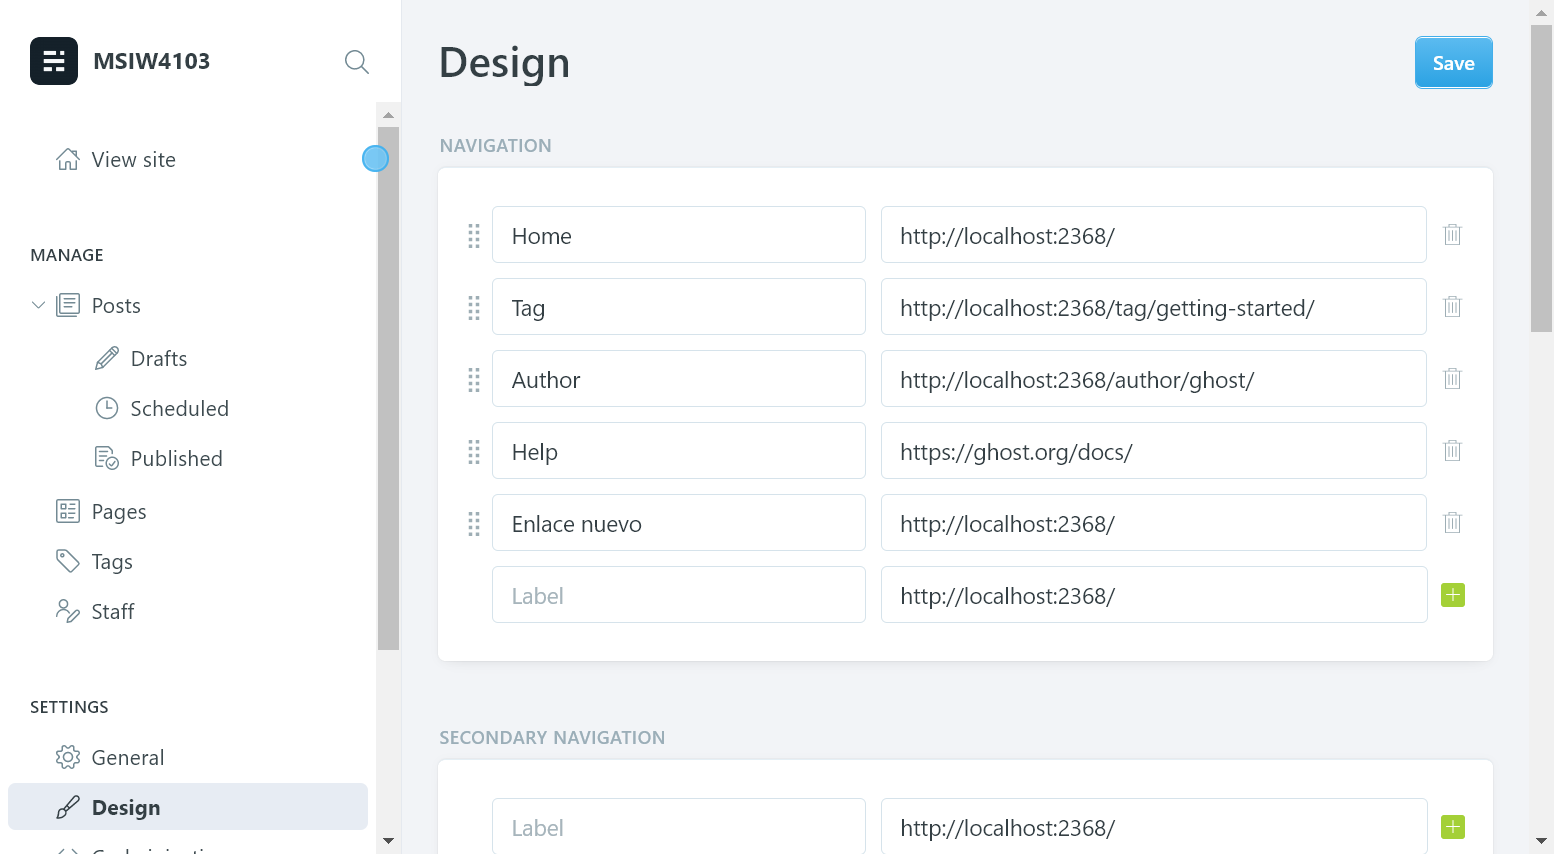 MSIW4103
View site
MANAGE
Posts
Drafts
Scheduled
Published
Pages
Tags
Staff
SETTINGS
General
Design
Design
Save
NAVIGATION
Home http://localhost:2368/
Tag http://localhost:2368/tag/getting-started/
Author http://localhost:2368/author/ghost/
Help https://ghost.org/docs/
Enlace nuevo http://localhost:2368/
Label http://localhost:2368/
SECONDARY NAVIGATION
Label http://localhost:2368/